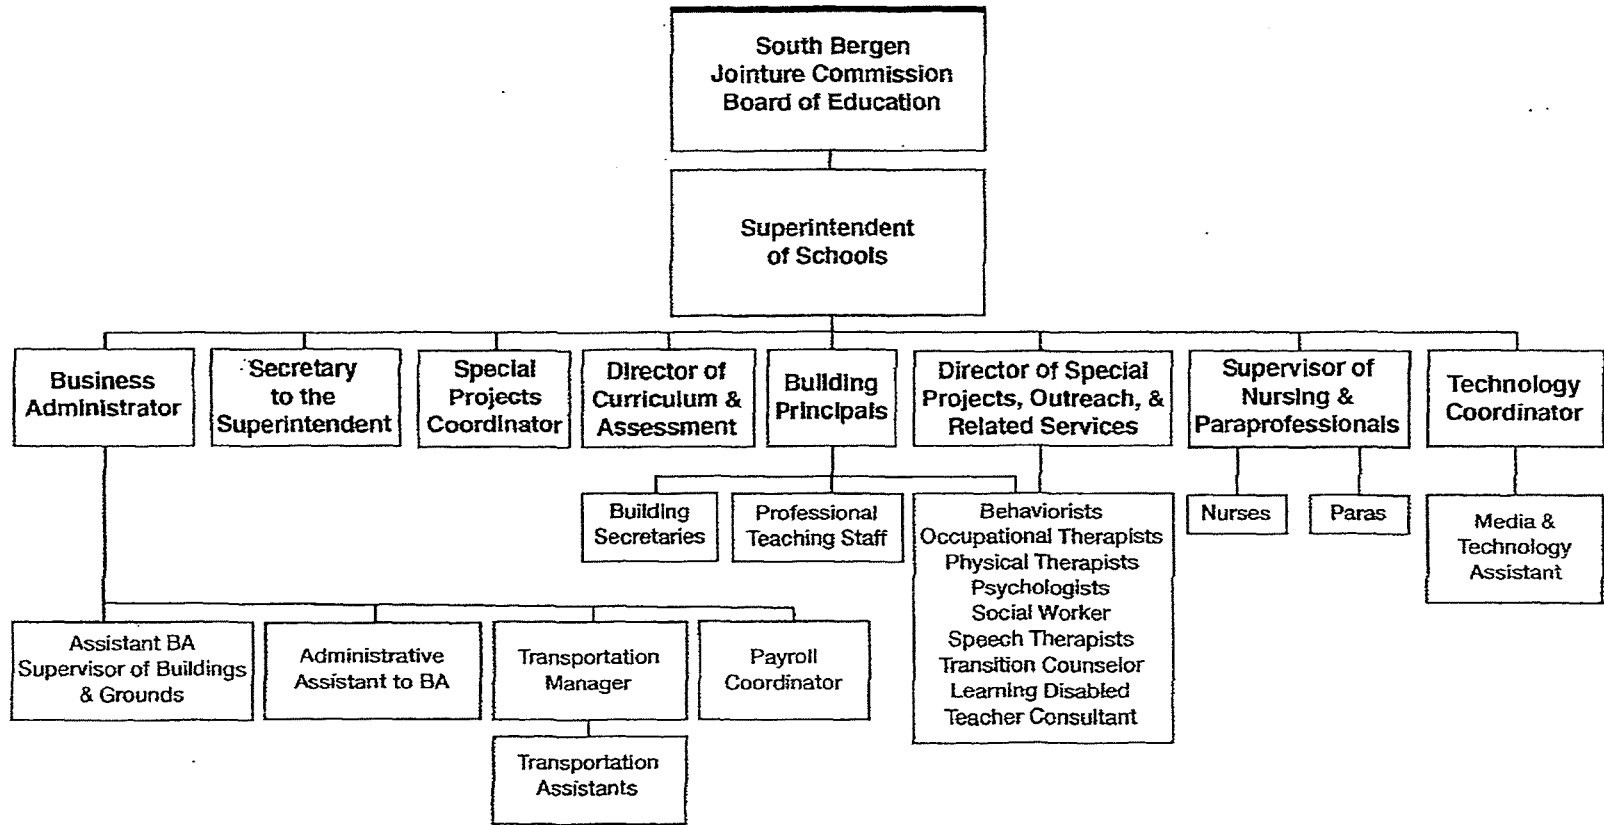 South Bergen
Jointure Commission
Board of Education
Superintendent
of Schools
Business
Administrator
Secretary
to the
Superintendent
Special
Projects
Coordinator
Director of
Curriculum &
Assessment
Building
Principals
Director of Special
Projects, Outreach, &
Related Services
Supervisor of
Nursing &
Paraprofessionals
Technology
Coordinator
Building
Secretaries
Professional
Teaching Staff
Behaviorists
Occupational Therapists
Physical Therapists
Psychologists
Social Worker
Speech Therapists
Transition Counselor
Learning Disabled
Teacher Consultant
Nurses
Paras
Media &
Technology
Assistant
Assistant BA
Supervisor of Buildings
& Grounds
Administrative
Assistant to BA
Transportation
Manager
Payroll
Coordinator
Transportation
Assistants